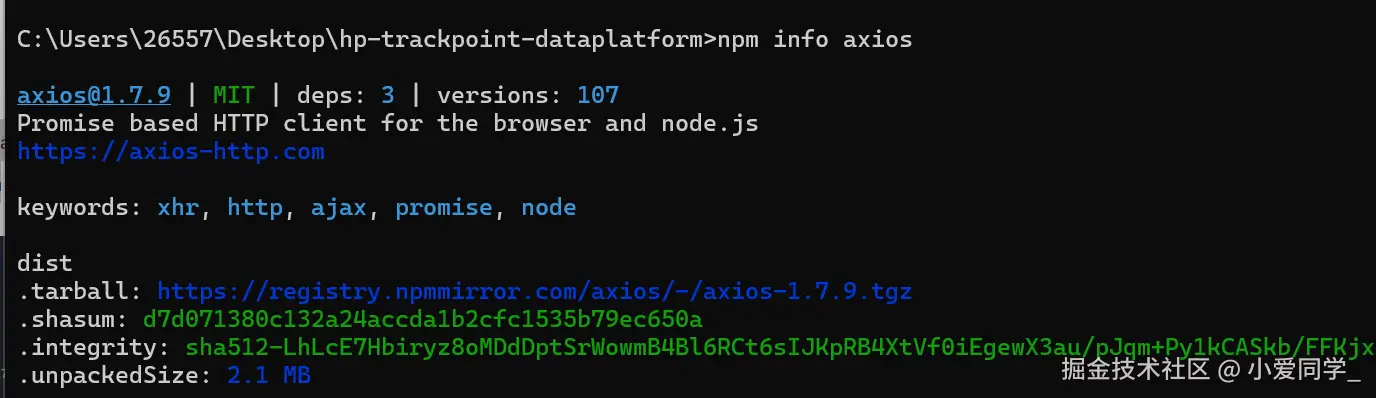 C:\Users\26557\Desktop\hp-trackpoint-dataplatform>npm info axios
axios@1.7.9 | MIT | deps: 3 | versions: 107
Promise based HTTP client for the browser and node.js
https://axios-http.com
keywords: xhr, http, ajax, promise, node
dist
.tarball: https://registry.npmmirror.com/axios/-/axios-1.7.9.tgz
.shasum: d7d071380c132a24accda1b2cfc1535b79ec650a
.integrity: sha512-LhLcE7Hbiryz8oMDdDptSrWowmB4Bl6RCt6sIJKpRB4XtVf0iEgewX3au/pJqm+Py1kCASkb/FFKjx
.unpackedSize: 2.1 MB
掘金技术社区 @ 小爱同学_